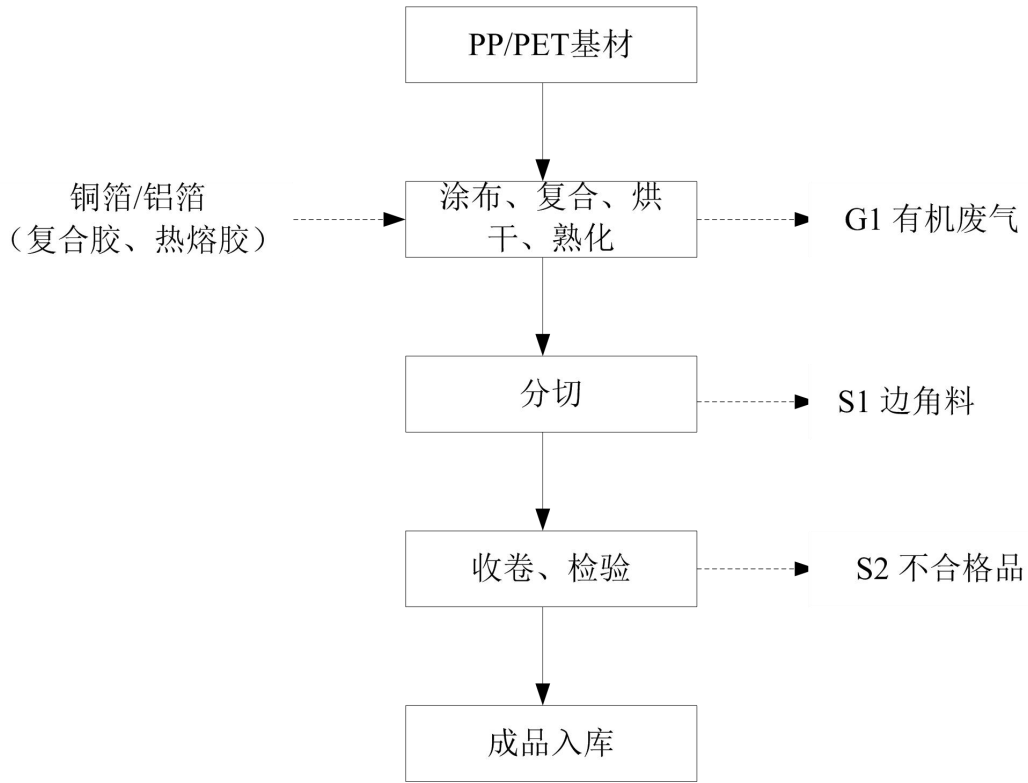 PP/PET基材
铜箔/铝箔
（复合胶、热熔胶）
涂布、复合、烘
干、熟化
G1 有机废气
分切
S1 边角料
收卷、检验
S2 不合格品
成品入库